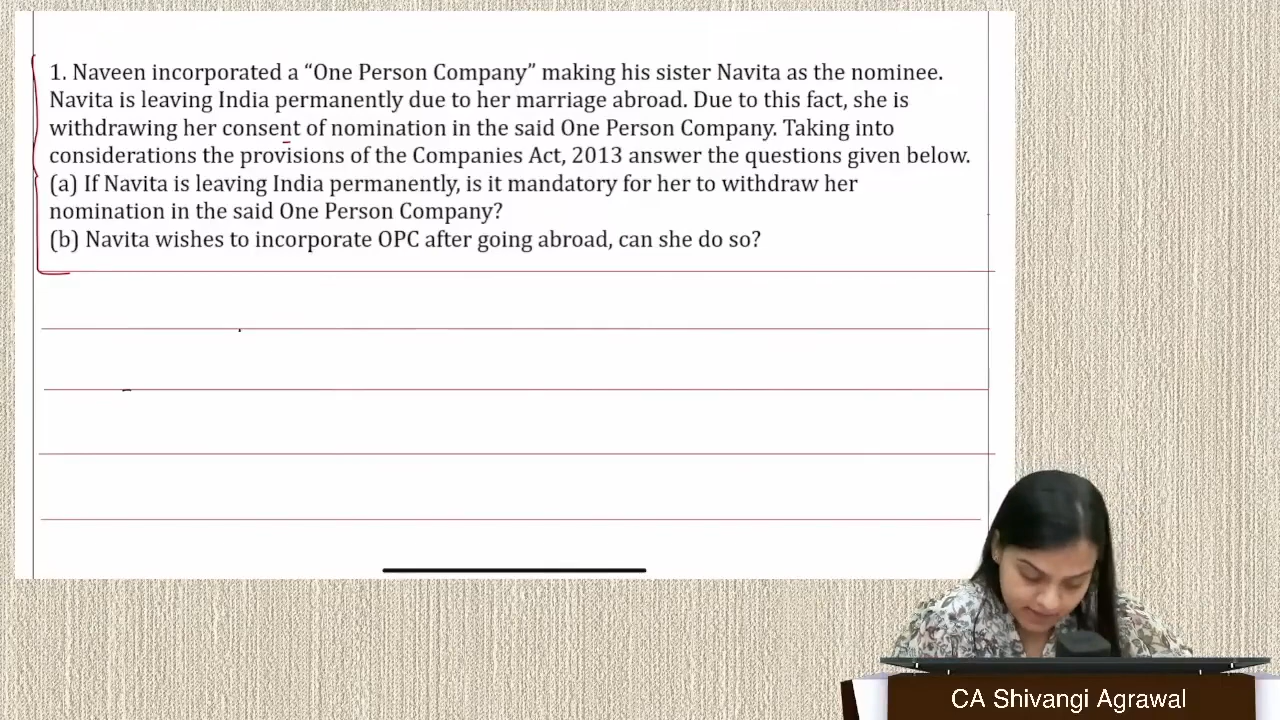 1. Naveen incorporated a “One Person Company” making his sister Navita as the nominee.
Navita is leaving India permanently due to her marriage abroad. Due to this fact, she is
withdrawing her consent of nomination in the said One Person Company. Taking into
considerations the provisions of the Companies Act, 2013 answer the questions given below.
(a) If Navita is leaving India permanently, is it mandatory for her to withdraw her
nomination in the said One Person Company?
(b) Navita wishes to incorporate OPC after going abroad, can she do so?
CA Shivangi Agrawal